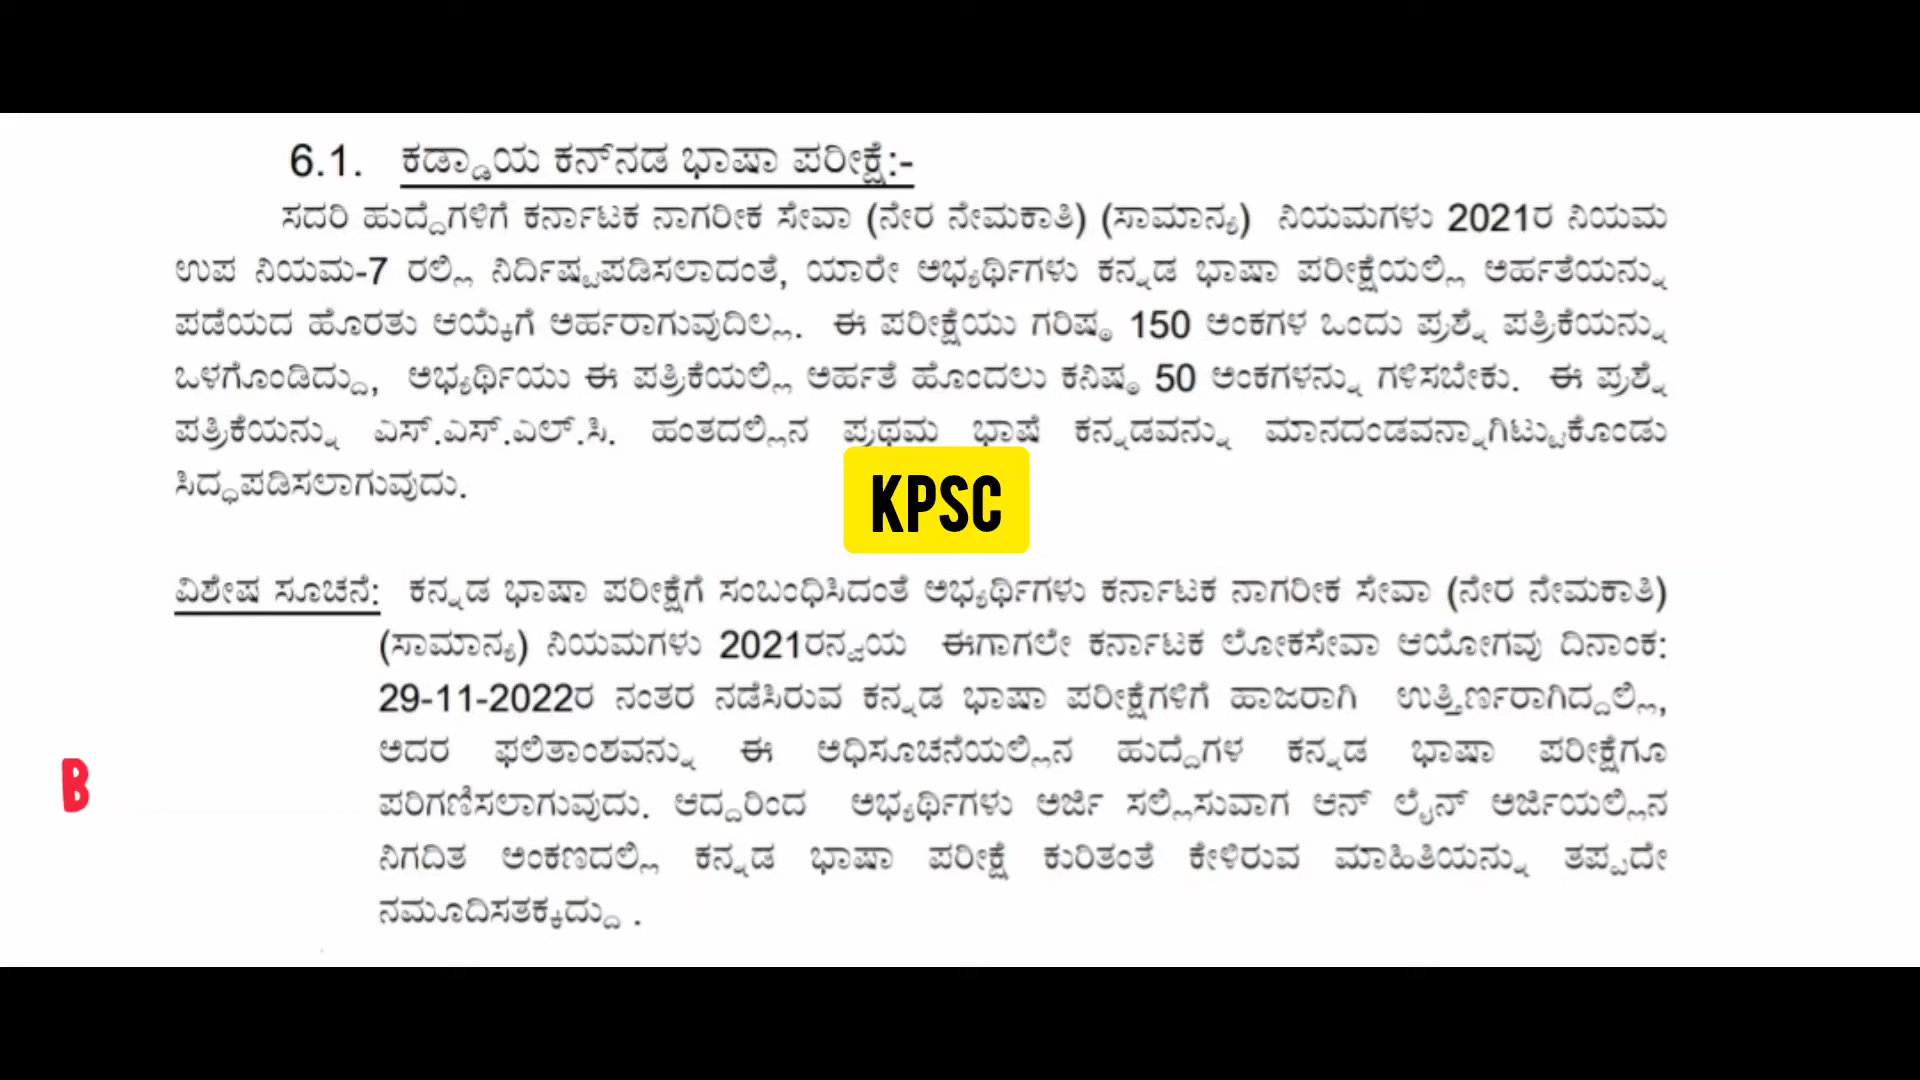 6.1. ಕಡ್ಡಾಯ ಕನ್‌ನಡ ಭಾಷಾ ಪರೀಕ್ಷೆ:-
ಸದರಿ ಹುದ್ದೆಗಳಿಗೆ ಕರ್ನಾಟಕ ನಾಗರೀಕ ಸೇವಾ (ನೇರ ನೇಮಕಾತಿ) (ಸಾಮಾನ್ಯ) ನಿಯಮಗಳು 2021ರ ನಿಯಮ
ಉಪ ನಿಯಮ-7 ರಲ್ಲಿ ನಿರ್ದಿಷ್ಟಪಡಿಸಲಾದಂತೆ, ಯಾರೇ ಅಭ್ಯರ್ಥಿಗಳು ಕನ್ನಡ ಭಾಷಾ ಪರೀಕ್ಷೆಯಲ್ಲಿ ಅರ್ಹತೆಯನ್ನು
ಪಡೆಯದ ಹೊರತು ಆಯ್ಕೆಗೆ ಅರ್ಹರಾಗುವುದಿಲ್ಲ. ಈ ಪರೀಕ್ಷೆಯು ಗರಿಷ್ಠ 150 ಅಂಕಗಳ ಒಂದು ಪ್ರಶ್ನೆ ಪತ್ರಿಕೆಯನ್ನು
ಒಳಗೊಂಡಿದ್ದು, ಅಭ್ಯರ್ಥಿಯು ಈ ಪತ್ರಿಕೆಯಲ್ಲಿ ಅರ್ಹತೆ ಹೊಂದಲು ಕನಿಷ್ಠ 50 ಅಂಕಗಳನ್ನು ಗಳಿಸಬೇಕು. ಈ ಪ್ರಶ್ನೆ
ಪತ್ರಿಕೆಯನ್ನು ಎಸ್.ಎಸ್.ಎಲ್.ಸಿ. ಹಂತದಲ್ಲಿನ ಪ್ರಥಮ ಭಾಷೆ ಕನ್ನಡವನ್ನು ಮಾನದಂಡವನ್ನಾಗಿಟ್ಟುಕೊಂಡು
ಸಿದ್ಧಪಡಿಸಲಾಗುವುದು.
KPSC
ವಿಶೇಷ ಸೂಚನೆ: ಕನ್ನಡ ಭಾಷಾ ಪರೀಕ್ಷೆಗೆ ಸಂಬಂಧಿಸಿದಂತೆ ಅಭ್ಯರ್ಥಿಗಳು ಕರ್ನಾಟಕ ನಾಗರೀಕ ಸೇವಾ (ನೇರ ನೇಮಕಾತಿ)
(ಸಾಮಾನ್ಯ) ನಿಯಮಗಳು 2021ರನ್ವಯ ಈಗಾಗಲೇ ಕರ್ನಾಟಕ ಲೋಕಸೇವಾ ಆಯೋಗವು ದಿನಾಂಕ:
29-11-2022ರ ನಂತರ ನಡೆಸಿರುವ ಕನ್ನಡ ಭಾಷಾ ಪರೀಕ್ಷೆಗಳಿಗೆ ಹಾಜರಾಗಿ ಉತ್ತಿರ್ಣರಾಗಿದ್ದಲ್ಲಿ,
ಅದರ ಫಲಿತಾಂಶವನ್ನು ಈ ಅಧಿಸೂಚನೆಯಲ್ಲಿನ ಹುದ್ದೆಗಳ ಕನ್ನಡ ಭಾಷಾ ಪರೀಕ್ಷೆಗೂ
B
ಪರಿಗಣಿಸಲಾಗುವುದು. ಆದ್ದರಿಂದ ಅಭ್ಯರ್ಥಿಗಳು ಅರ್ಜಿ ಸಲ್ಲಿಸುವಾಗ ಆನ್ ಲೈನ್ ಅರ್ಜಿಯಲ್ಲಿನ
ನಿಗದಿತ ಅಂಕಣದಲ್ಲಿ ಕನ್ನಡ ಭಾಷಾ ಪರೀಕ್ಷೆ ಕುರಿತಂತೆ ಕೇಳಿರುವ ಮಾಹಿತಿಯನ್ನು ತಪ್ಪದೇ
ನಮೂದಿಸತಕ್ಕದ್ದು .